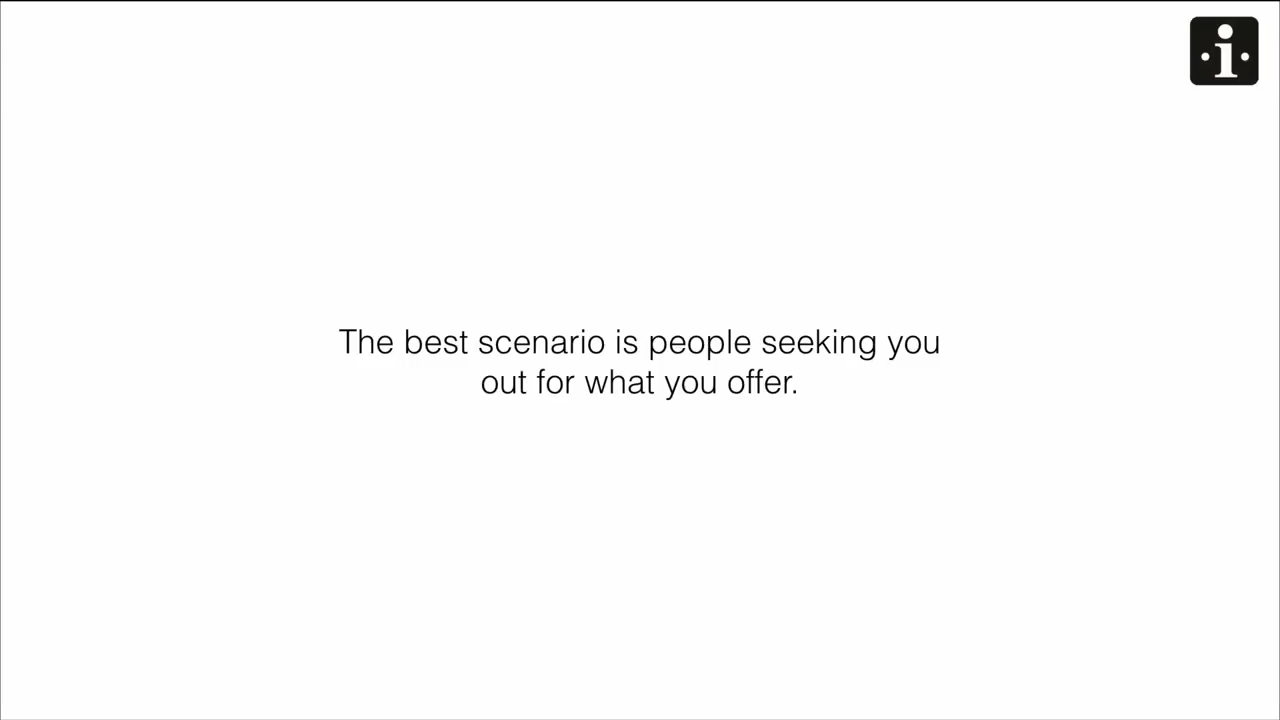 ·i·
The best scenario is people seeking you
out for what you offer.